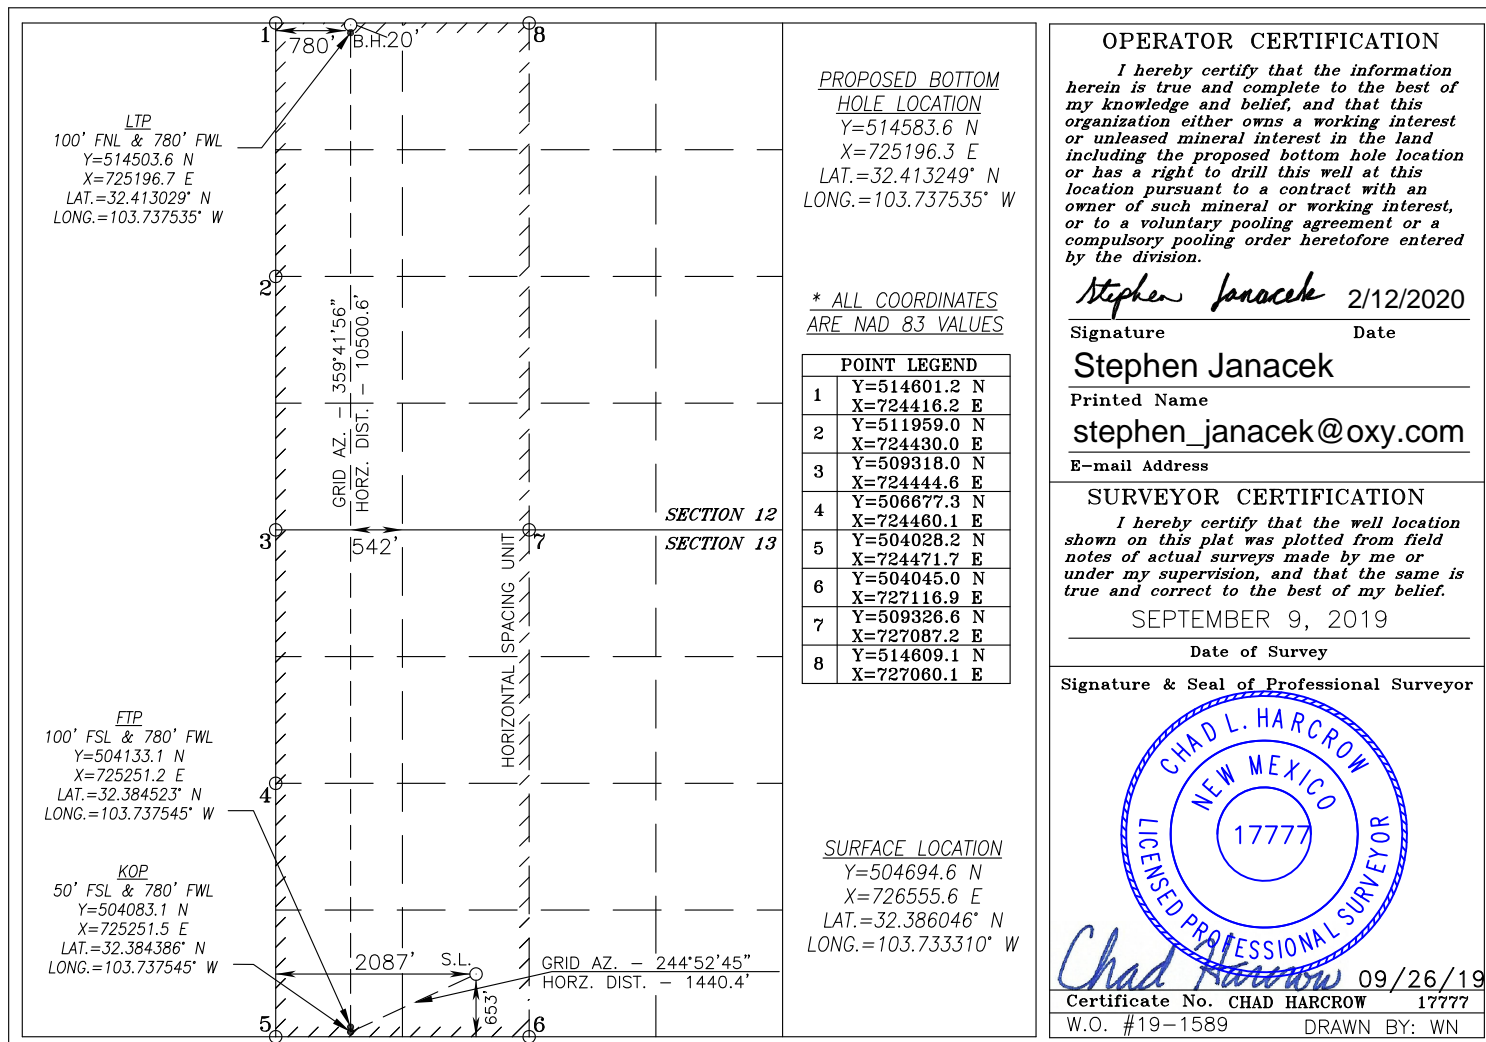 1
780'
B.H.
20'
8
LTP
100' FNL & 780' FWL
Y=514503.6 N
X=725196.7 E
LAT.=32.413029° N
LONG.=103.737535° W
2
GRID AZ. - 359°41'56"
HORZ. DIST. - 10500.6'
3
542'
7
SECTION 12
SECTION 13
HORIZONTAL SPACING UNIT
4
FTP
100' FSL & 780' FWL
Y=504133.1 N
X=725251.2 E
LAT.=32.384523° N
LONG.=103.737545° W
KOP
50' FSL & 780' FWL
Y=504083.1 N
X=725251.5 E
LAT.=32.384386° N
LONG.=103.737545° W
2087'
S.L.
653'
GRID AZ. - 244°52'45"
HORZ. DIST. - 1440.4'
5
6
PROPOSED BOTTOM
HOLE LOCATION
Y=514583.6 N
X=725196.3 E
LAT.=32.413249° N
LONG.=103.737535° W
* ALL COORDINATES
ARE NAD 83 VALUES
POINT LEGEND
1 Y=514601.2 N
X=724416.2 E
2 Y=511959.0 N
X=724430.0 E
3 Y=509318.0 N
X=724444.6 E
4 Y=506677.3 N
X=724460.1 E
5 Y=504028.2 N
X=724471.7 E
6 Y=504045.0 N
X=727116.9 E
7 Y=509326.6 N
X=727087.2 E
8 Y=514609.1 N
X=727060.1 E
SURFACE LOCATION
Y=504694.6 N
X=726555.6 E
LAT.=32.386046° N
LONG.=103.733310° W
OPERATOR CERTIFICATION
I hereby certify that the information
herein is true and complete to the best of
my knowledge and belief, and that this
organization either owns a working interest
or unleased mineral interest in the land
including the proposed bottom hole location
or has a right to drill this well at this
location pursuant to a contract with an
owner of such mineral or working interest,
or to a voluntary pooling agreement or a
compulsory pooling order heretofore entered
by the division.
Stephen Janacek 2/12/2020
Signature Date
Stephen Janacek
Printed Name
stephen_janacek@oxy.com
E-mail Address
SURVEYOR CERTIFICATION
I hereby certify that the well location
shown on this plat was plotted from field
notes of actual surveys made by me or
under my supervision, and that the same is
true and correct to the best of my belief.
SEPTEMBER 9, 2019
Date of Survey
Signature & Seal of Professional Surveyor
CHAD L. HARCROW
NEW MEXICO
17777
LICENSED PROFESSIONAL SURVEYOR
Chad Harcrow 09/26/19
Certificate No. CHAD HARCROW 17777
W.O. #19-1589 DRAWN BY: WN